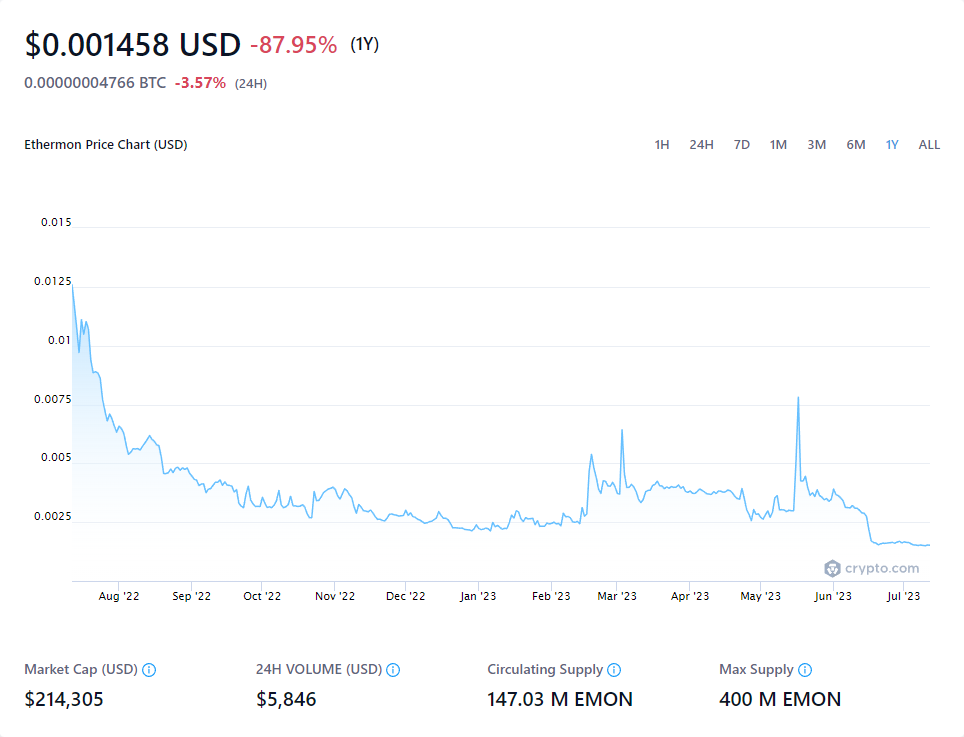 $0.001458 USD -87.95% (1Y)
0.00000004766 BTC -3.57% (24H)
Ethermon Price Chart (USD) 1H 24H 7D 1M 3M 6M 1Y ALL
0.015
0.0125
0.01
0.0075
0.005
0.0025
crypto.com
Aug '22 Sep '22 Oct '22 Nov '22 Dec '22 Jan '23 Feb '23 Mar '23 Apr '23 May '23 Jun '23 Jul '23
Market Cap (USD) 24H VOLUME (USD) Circulating Supply Max Supply
$214,305 $5,846 147.03 M EMON 400 M EMON